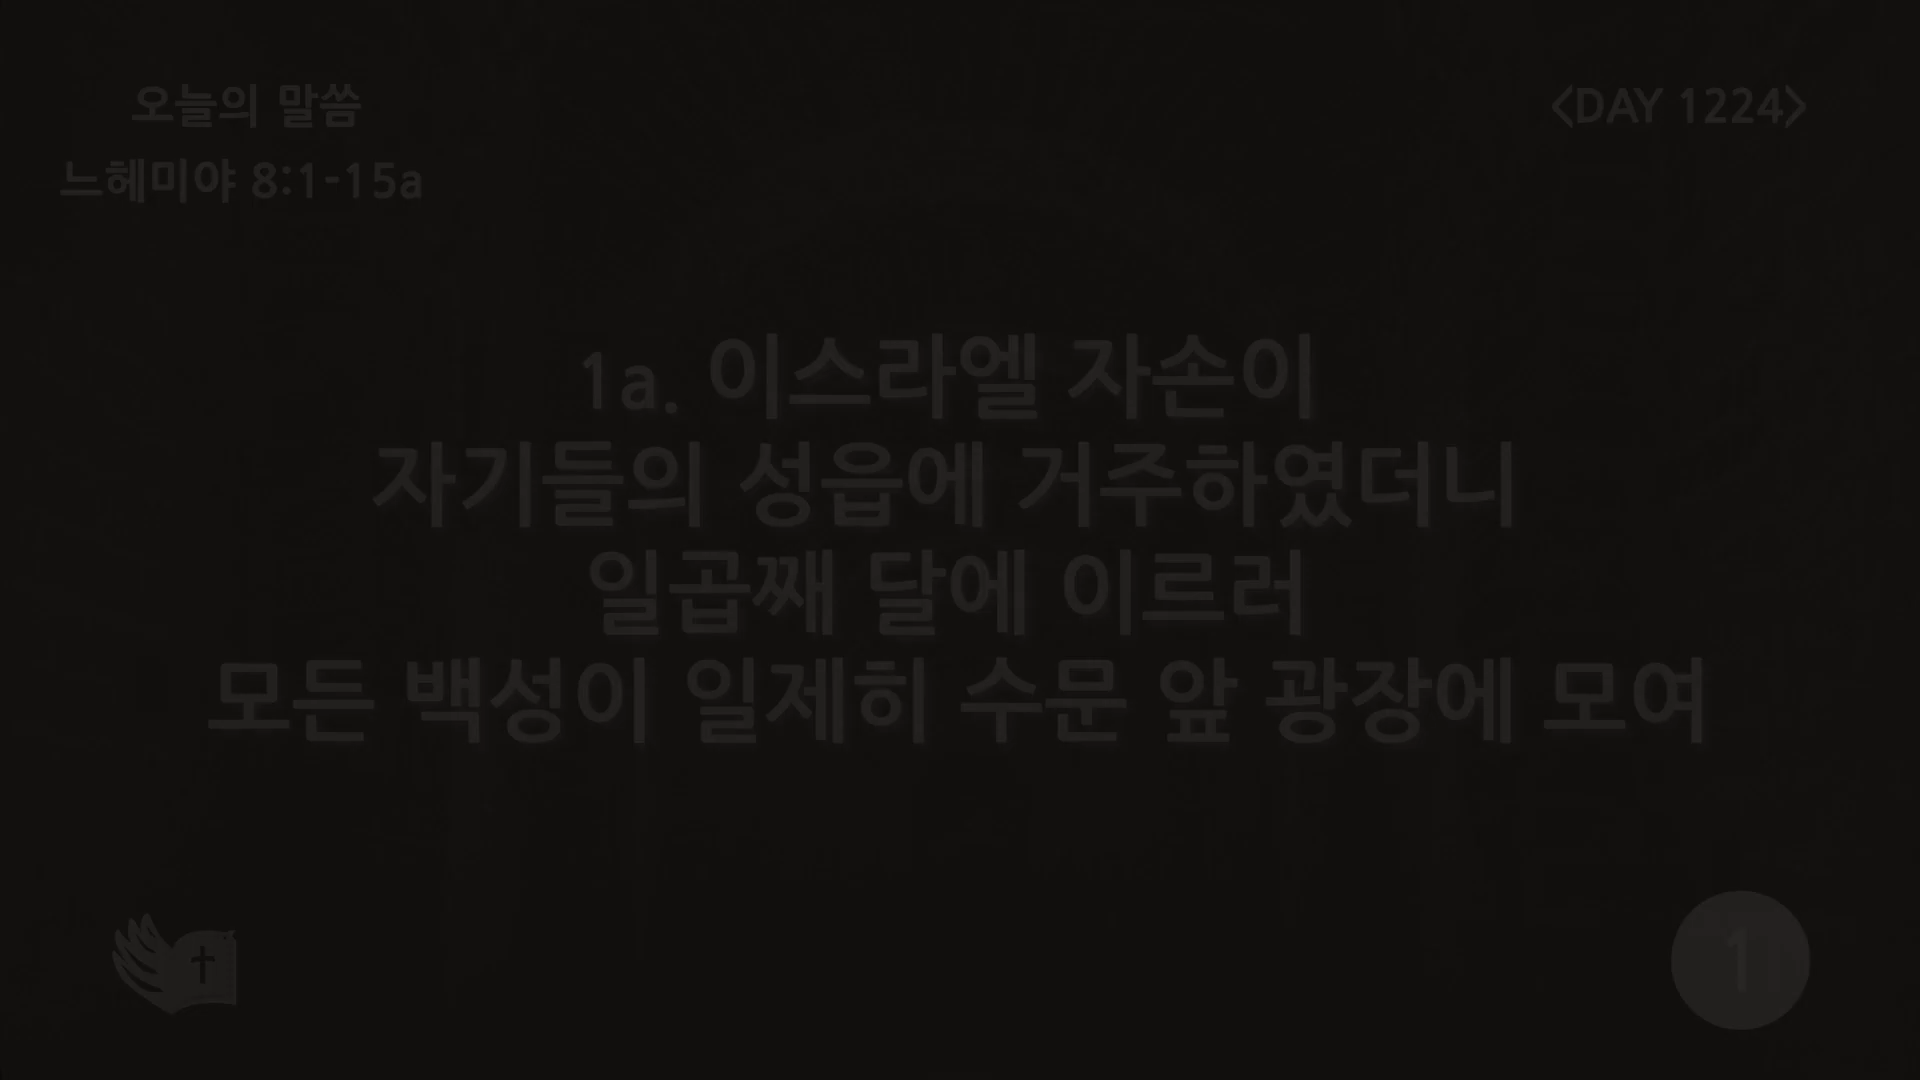 오늘의 말씀
느헤미야 8:1-15a
<DAY 1224>
1a. 이스라엘 자손이
자기들의 성읍에 거주하였더니
일곱째 달에 이르러
모든 백성이 일제히 수문 앞 광장에 모여
1